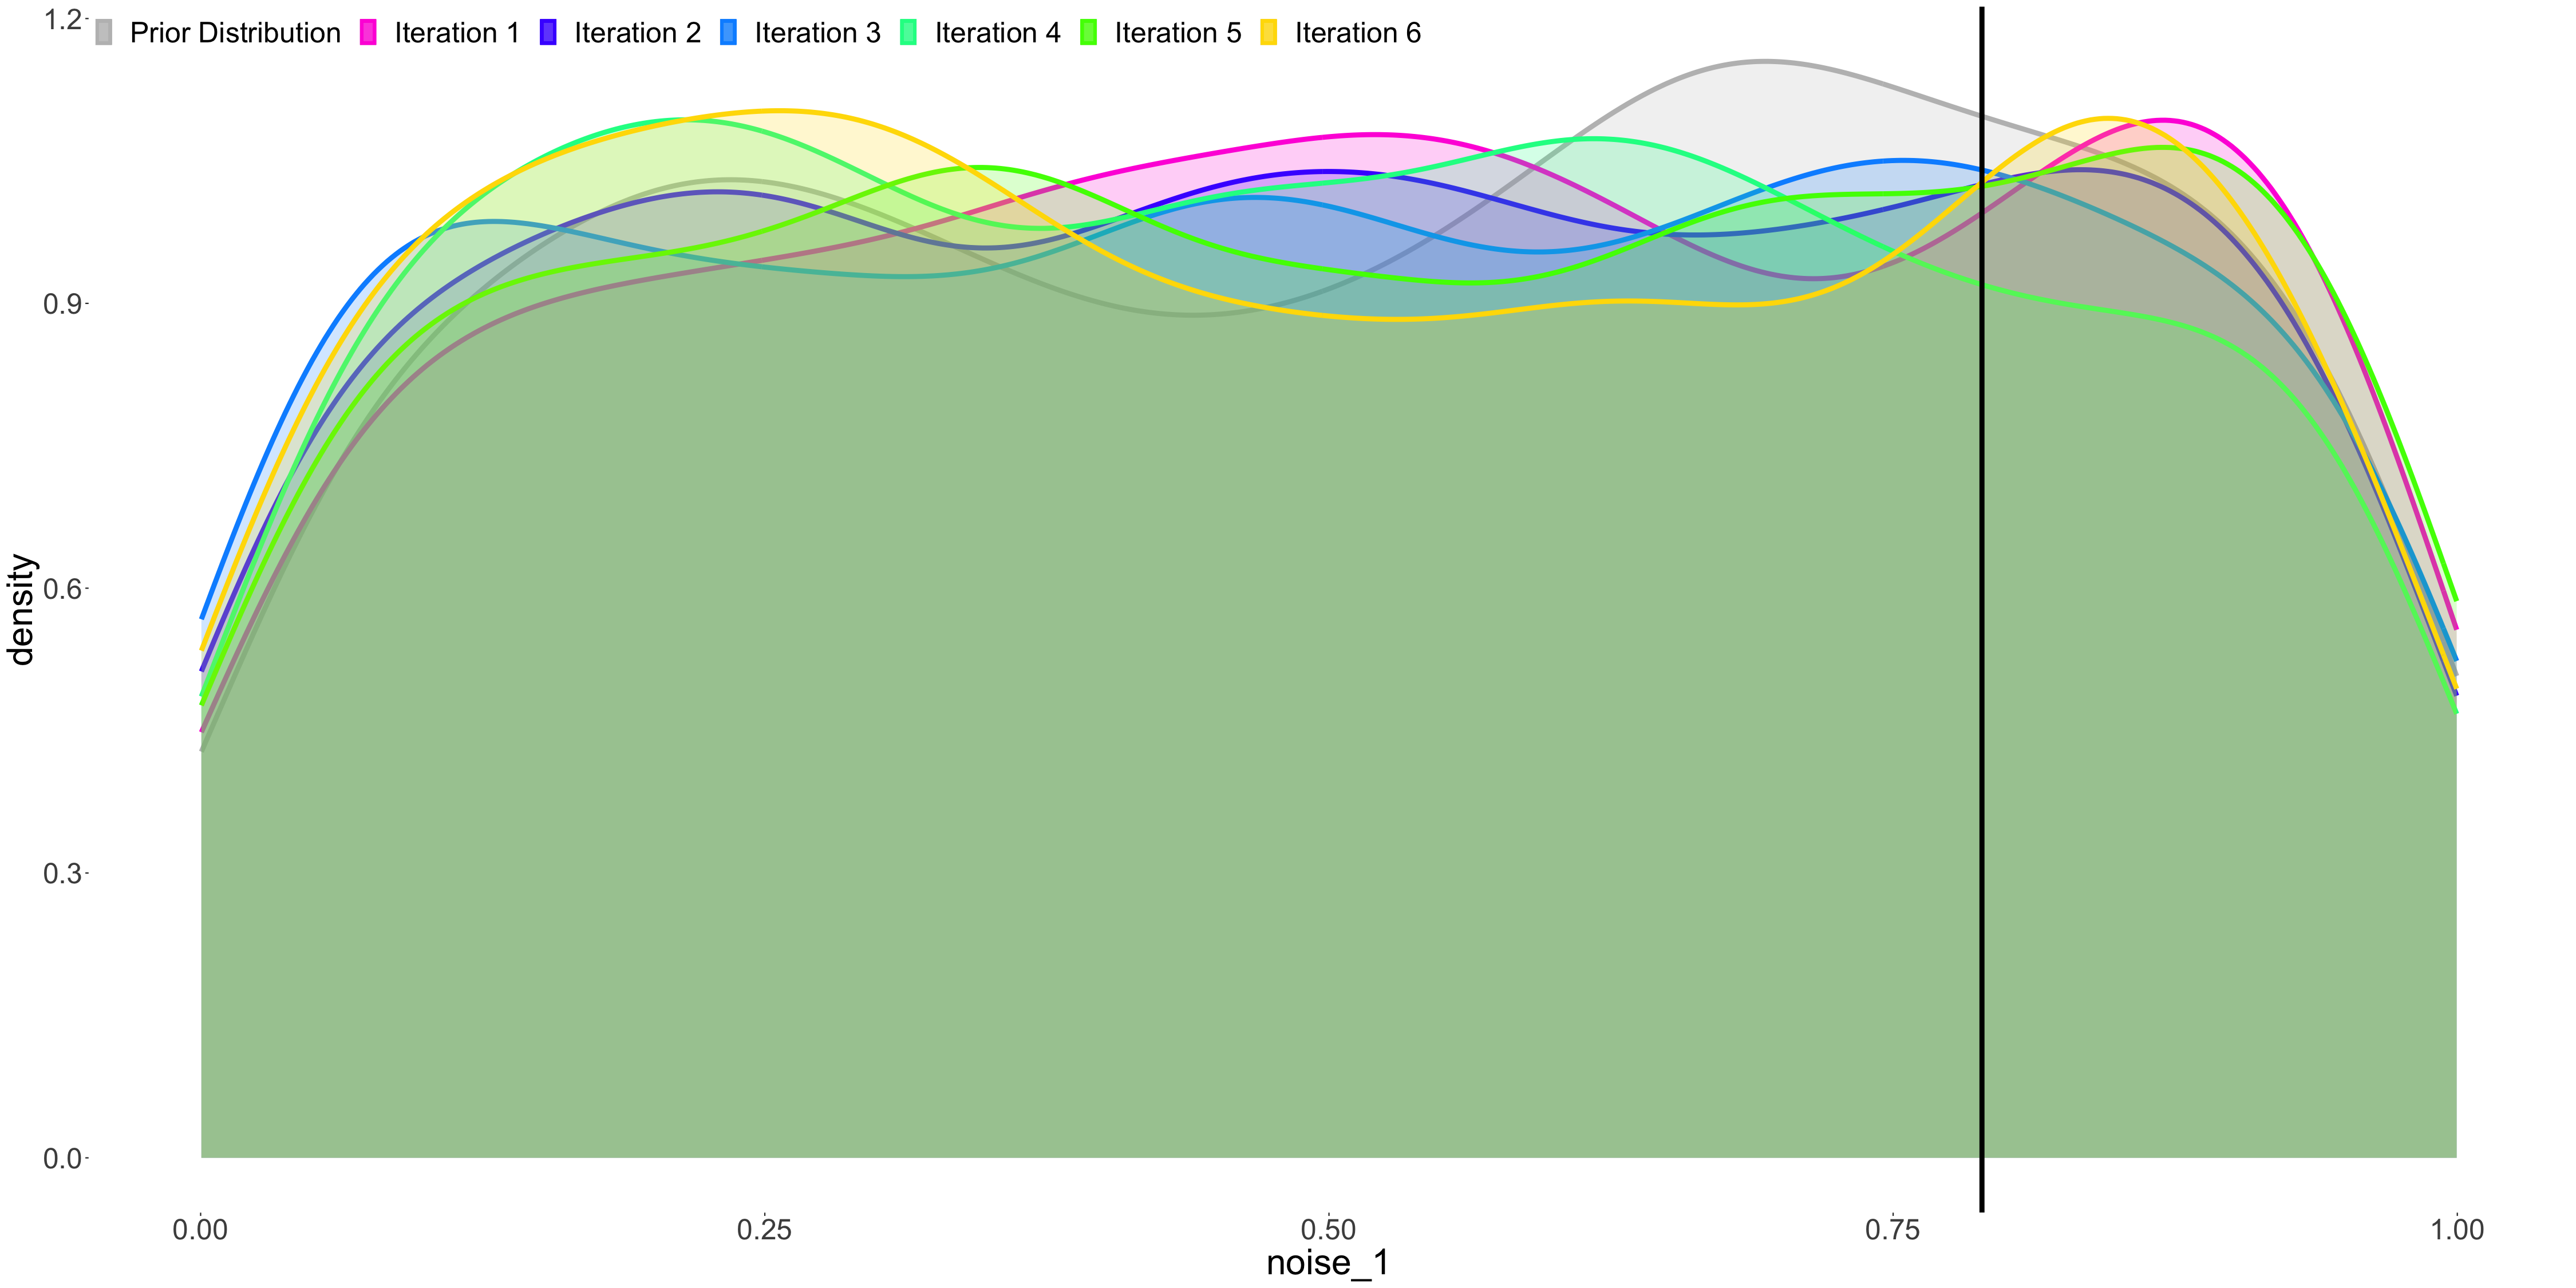 Prior Distribution Iteration 1 Iteration 2 Iteration 3 Iteration 4 Iteration 5 Iteration 6
1.2
0.9
0.6
0.3
0.0
density
0.00 0.25 0.50 0.75 1.00
noise_1